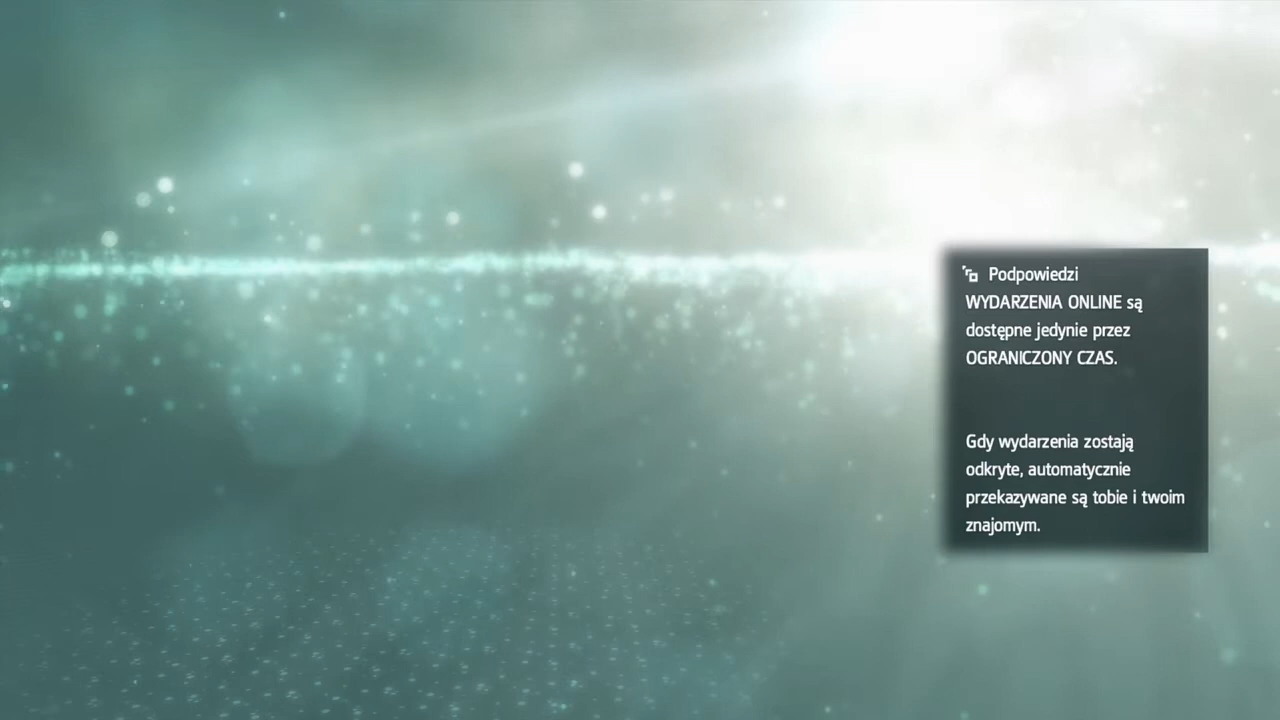 Podpowiedzi
WYDARZENIA ONLINE są
dostępne jedynie przez
OGRANICZONY CZAS.
Gdy wydarzenia zostają
odkryte, automatycznie
przekazywane są tobie i twoim
znajomym.